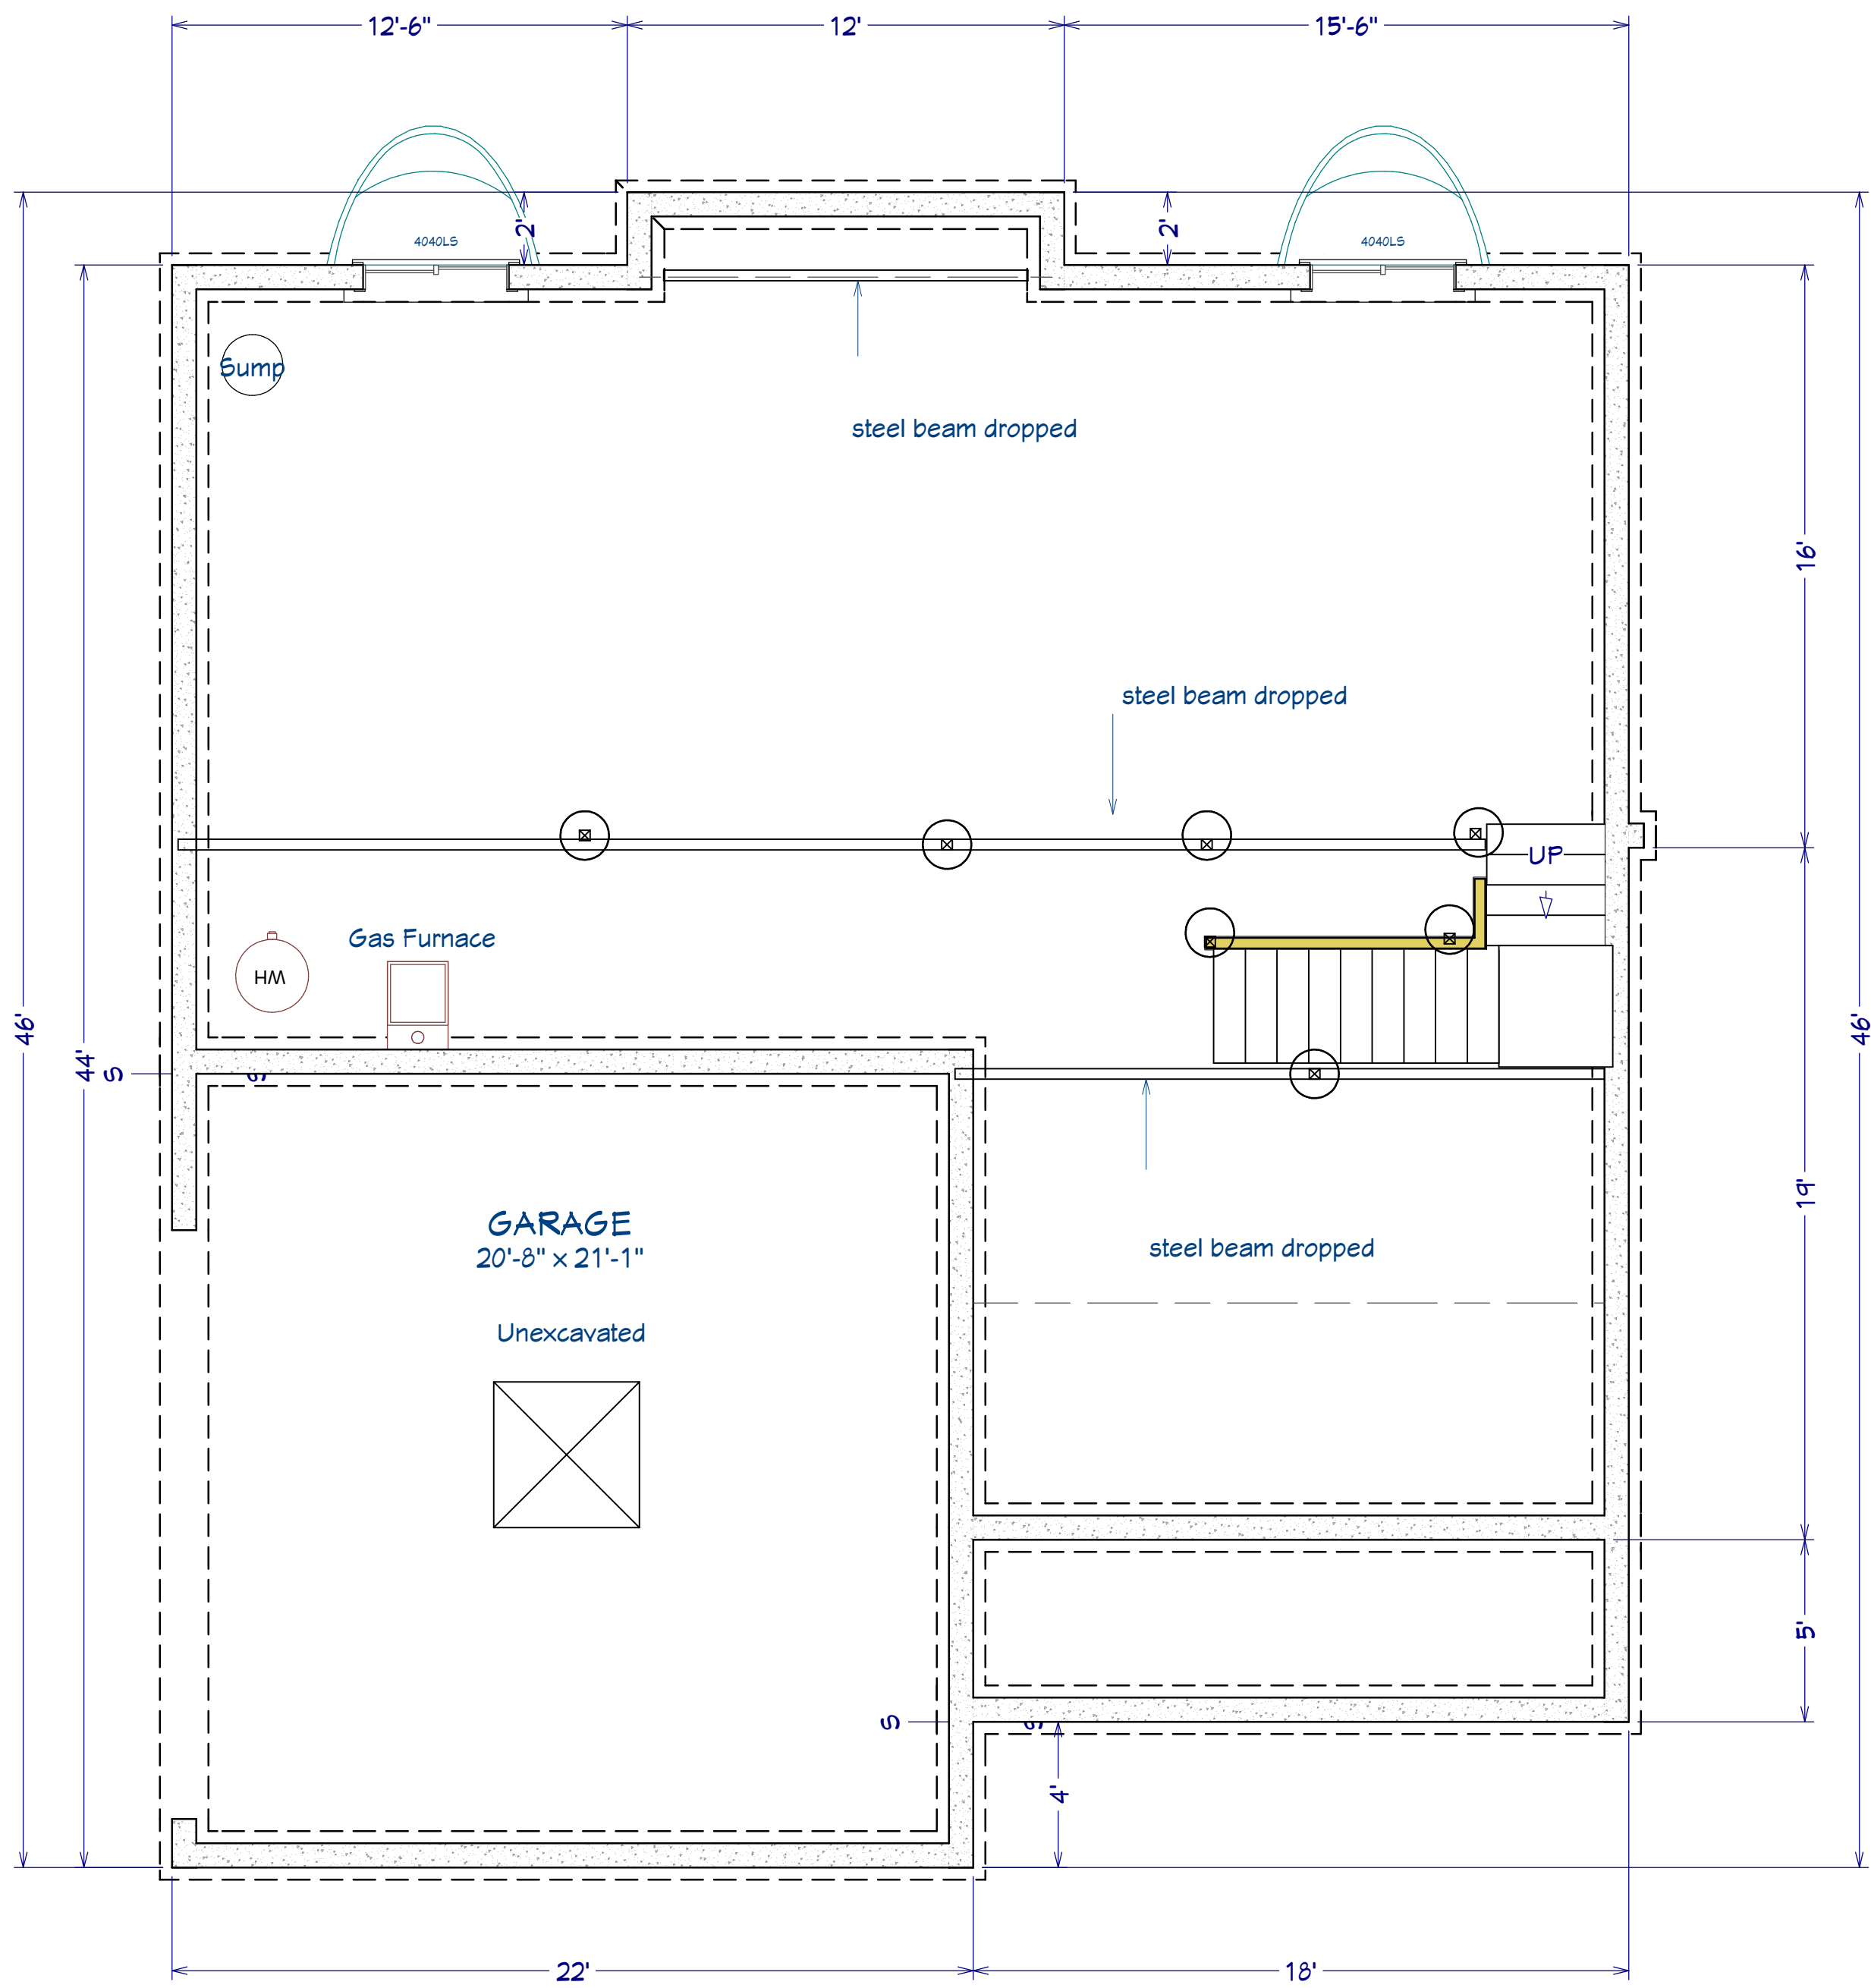 12'-6"
12'
15'-6"
2'
2'
4040LS
4040LS
Sump
steel beam dropped
16'
steel beam dropped
UP
Gas Furnace
WH
46'
44'
46'
S
S
19'
GARAGE
20'-8" x 21'-1"
steel beam dropped
Unexcavated
5'
S
S
4'
22'
18'